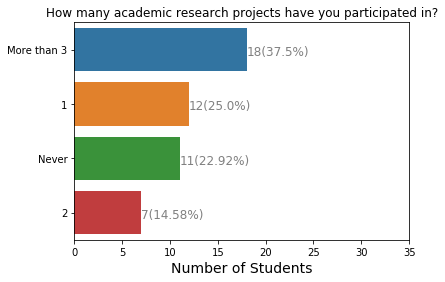 How many academic research projects have you participated in?
More than 3
18(37.5%)
1
12(25.0%)
Never
11(22.92%)
2
7(14.58%)
0 5 10 15 20 25 30 35
Number of Students